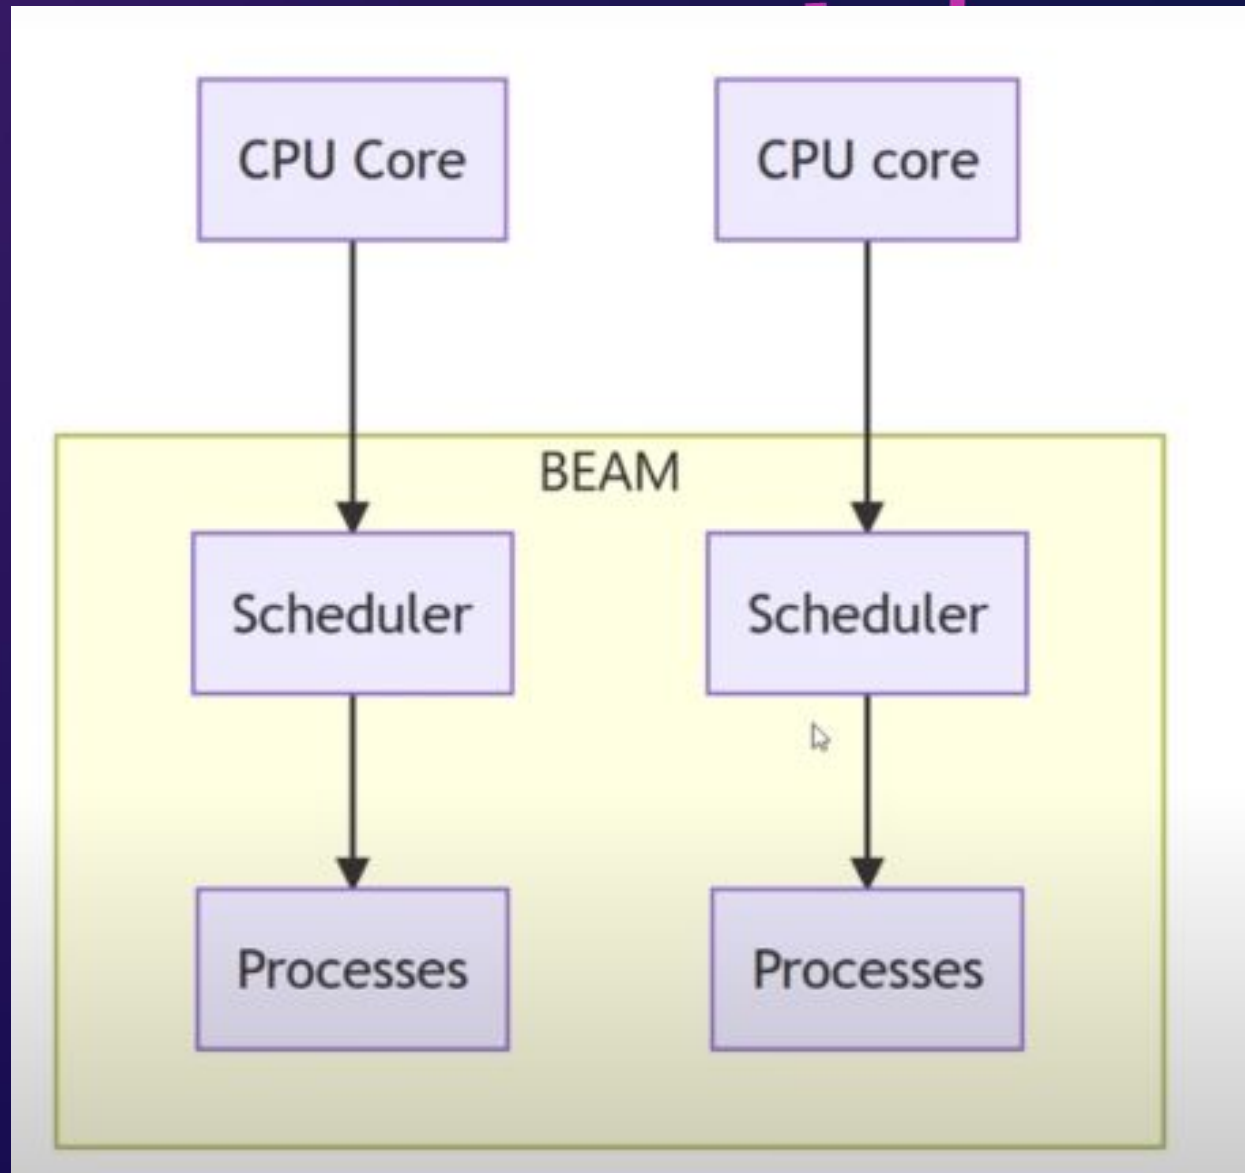 CPU Core
CPU core
BEAM
Scheduler
Scheduler
Processes
Processes